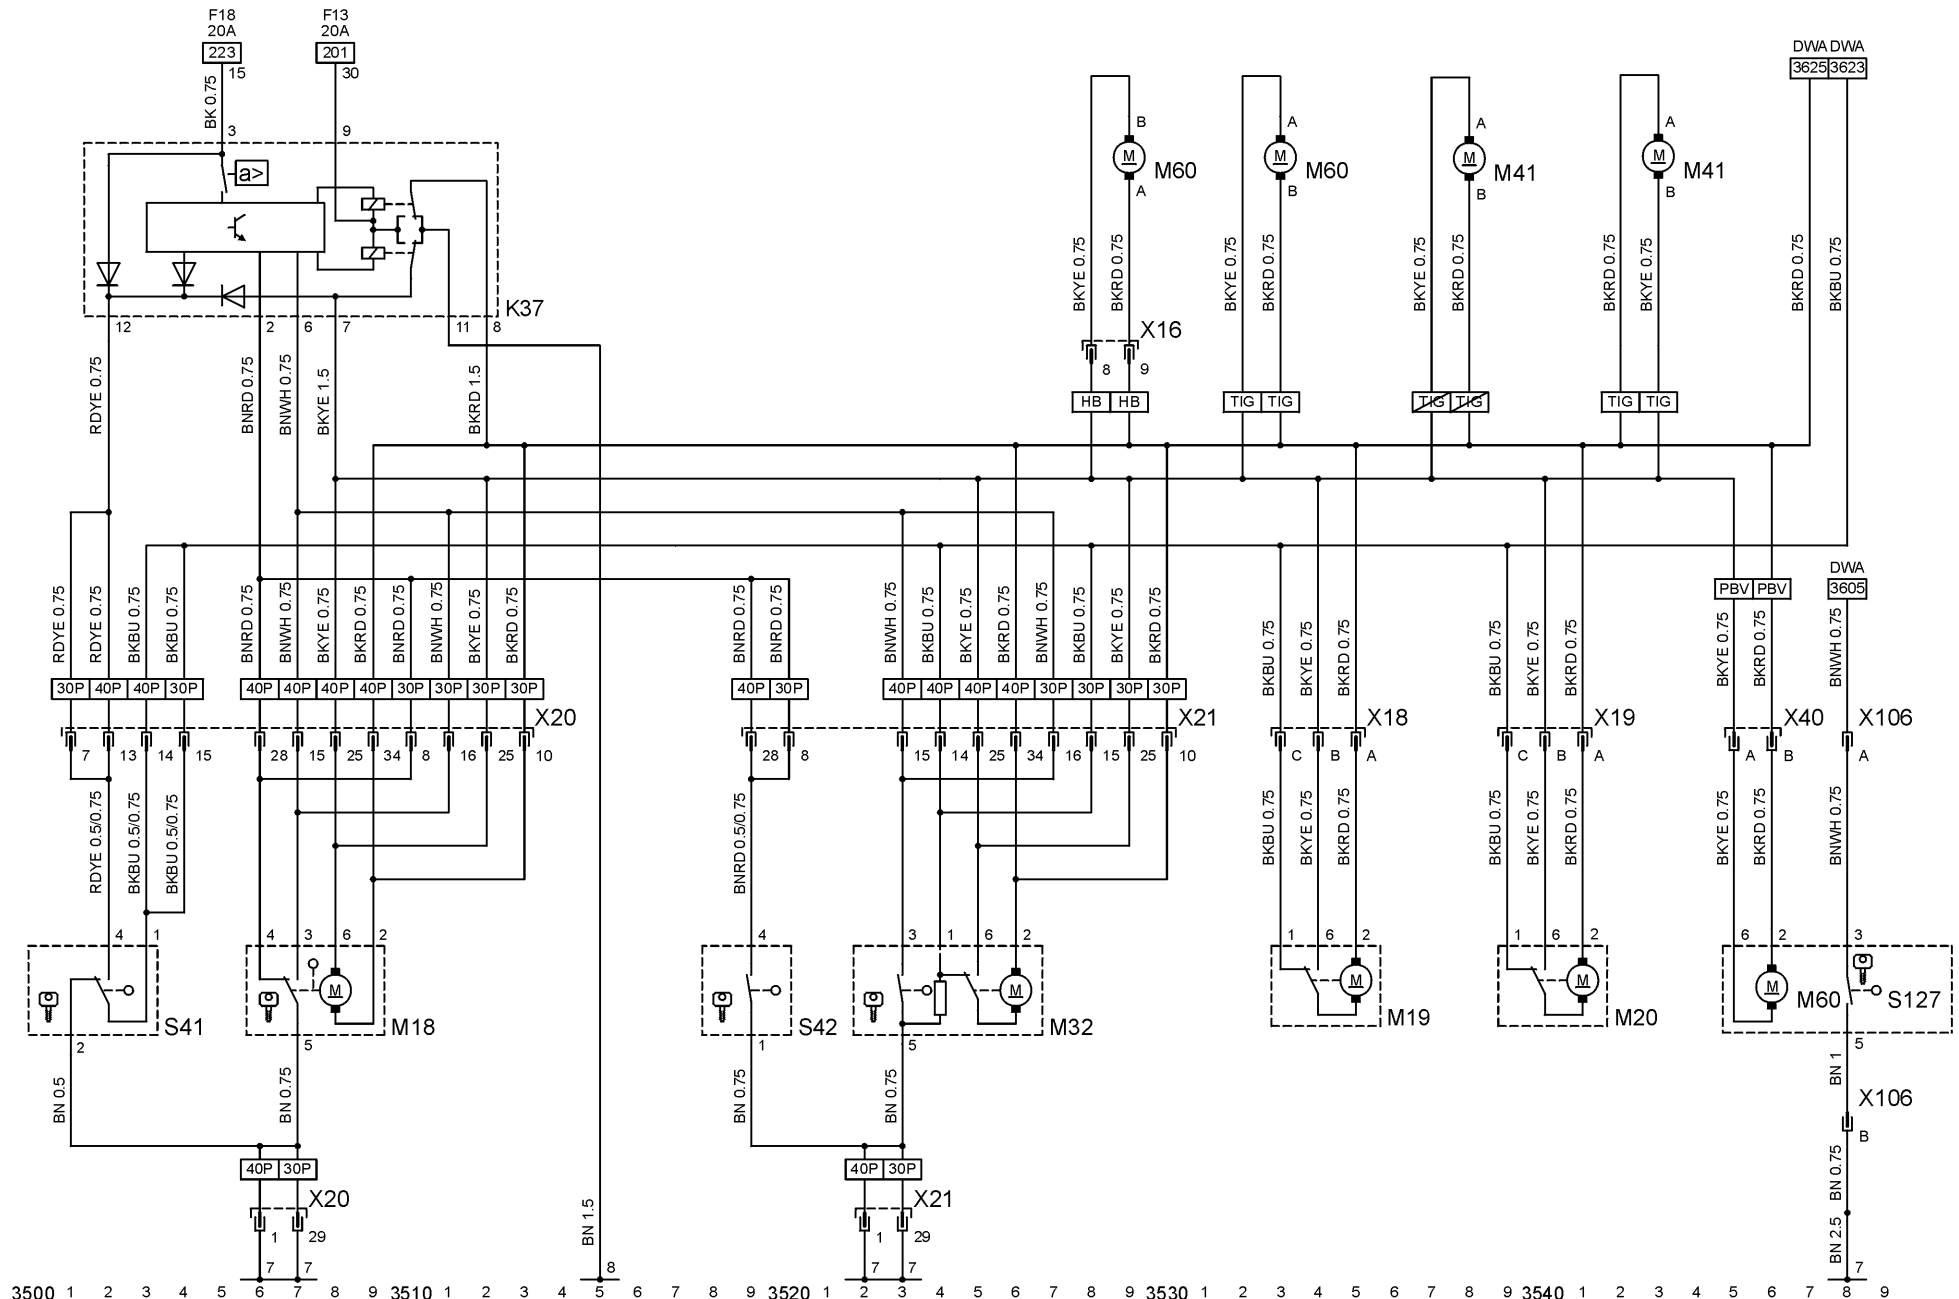 F18 F13
20A 20A
223 201
15 30
DWA DWA
3625 3623
BK 0.75
3 9
a>
K37
12 2 6 7 11 8
B A A A
M M M M
M60 M60 M41 M41
A B B B
BKYE 0.75 BKRD 0.75 BKYE 0.75 BKRD 0.75 BKYE 0.75 BKRD 0.75 BKRD 0.75 BKYE 0.75 BKRD 0.75 BKBU 0.75
X16
8 9
HB HB TIG TIG TIG TIG TIG TIG
RDYE 0.75 BNRD 0.75 BNWH 0.75 BKYE 1.5 BKRD 1.5
DWA
PBV PBV 3605
RDYE 0.75 RDYE 0.75 BKBU 0.75 BKBU 0.75 BNRD 0.75 BNWH 0.75 BKYE 0.75 BKRD 0.75 BNRD 0.75 BNWH 0.75 BKYE 0.75 BKRD 0.75 BNRD 0.75 BNRD 0.75 BNWH 0.75 BKBU 0.75 BKYE 0.75 BKRD 0.75 BNWH 0.75 BKBU 0.75 BKYE 0.75 BKRD 0.75 BKBU 0.75 BKYE 0.75 BKRD 0.75 BKBU 0.75 BKYE 0.75 BKRD 0.75 BKYE 0.75 BKRD 0.75 BNWH 0.75
30P 40P 40P 30P 40P 40P 40P 40P 30P 30P 30P 30P 40P 30P 40P 40P 40P 40P 30P 30P 30P 30P
X20 X21 X18 X19 X40 X106
7 13 14 15 28 15 25 34 8 16 25 10 28 8 15 14 25 34 16 15 25 10 C B A C B A A B A
RDYE 0.5/0.75 BKBU 0.5/0.75 BKBU 0.5/0.75 BNRD 0.5/0.75 BKBU 0.75 BKYE 0.75 BKRD 0.75 BKBU 0.75 BKYE 0.75 BKRD 0.75 BKYE 0.75 BKRD 0.75 BNWH 0.75
4 1 4 3 6 2 4 3 1 6 2 1 6 2 1 6 2 6 2 3
M M M M M
S41 M18 S42 M32 M19 M20 M60 S127
2 5 1 5 5
BN 0.5 BN 0.75 BN 0.75 BN 0.75 BN 1
X106
B
40P 30P 40P 30P
X20 X21
1 29 1 29
BN 1.5 BN 0.75
BN 2.5
7 7 8 7 7 7
3500 1 2 3 4 5 6 7 8 9 3510 1 2 3 4 5 6 7 8 9 3520 1 2 3 4 5 6 7 8 9 3530 1 2 3 4 5 6 7 8 9 3540 1 2 3 4 5 6 7 8 9